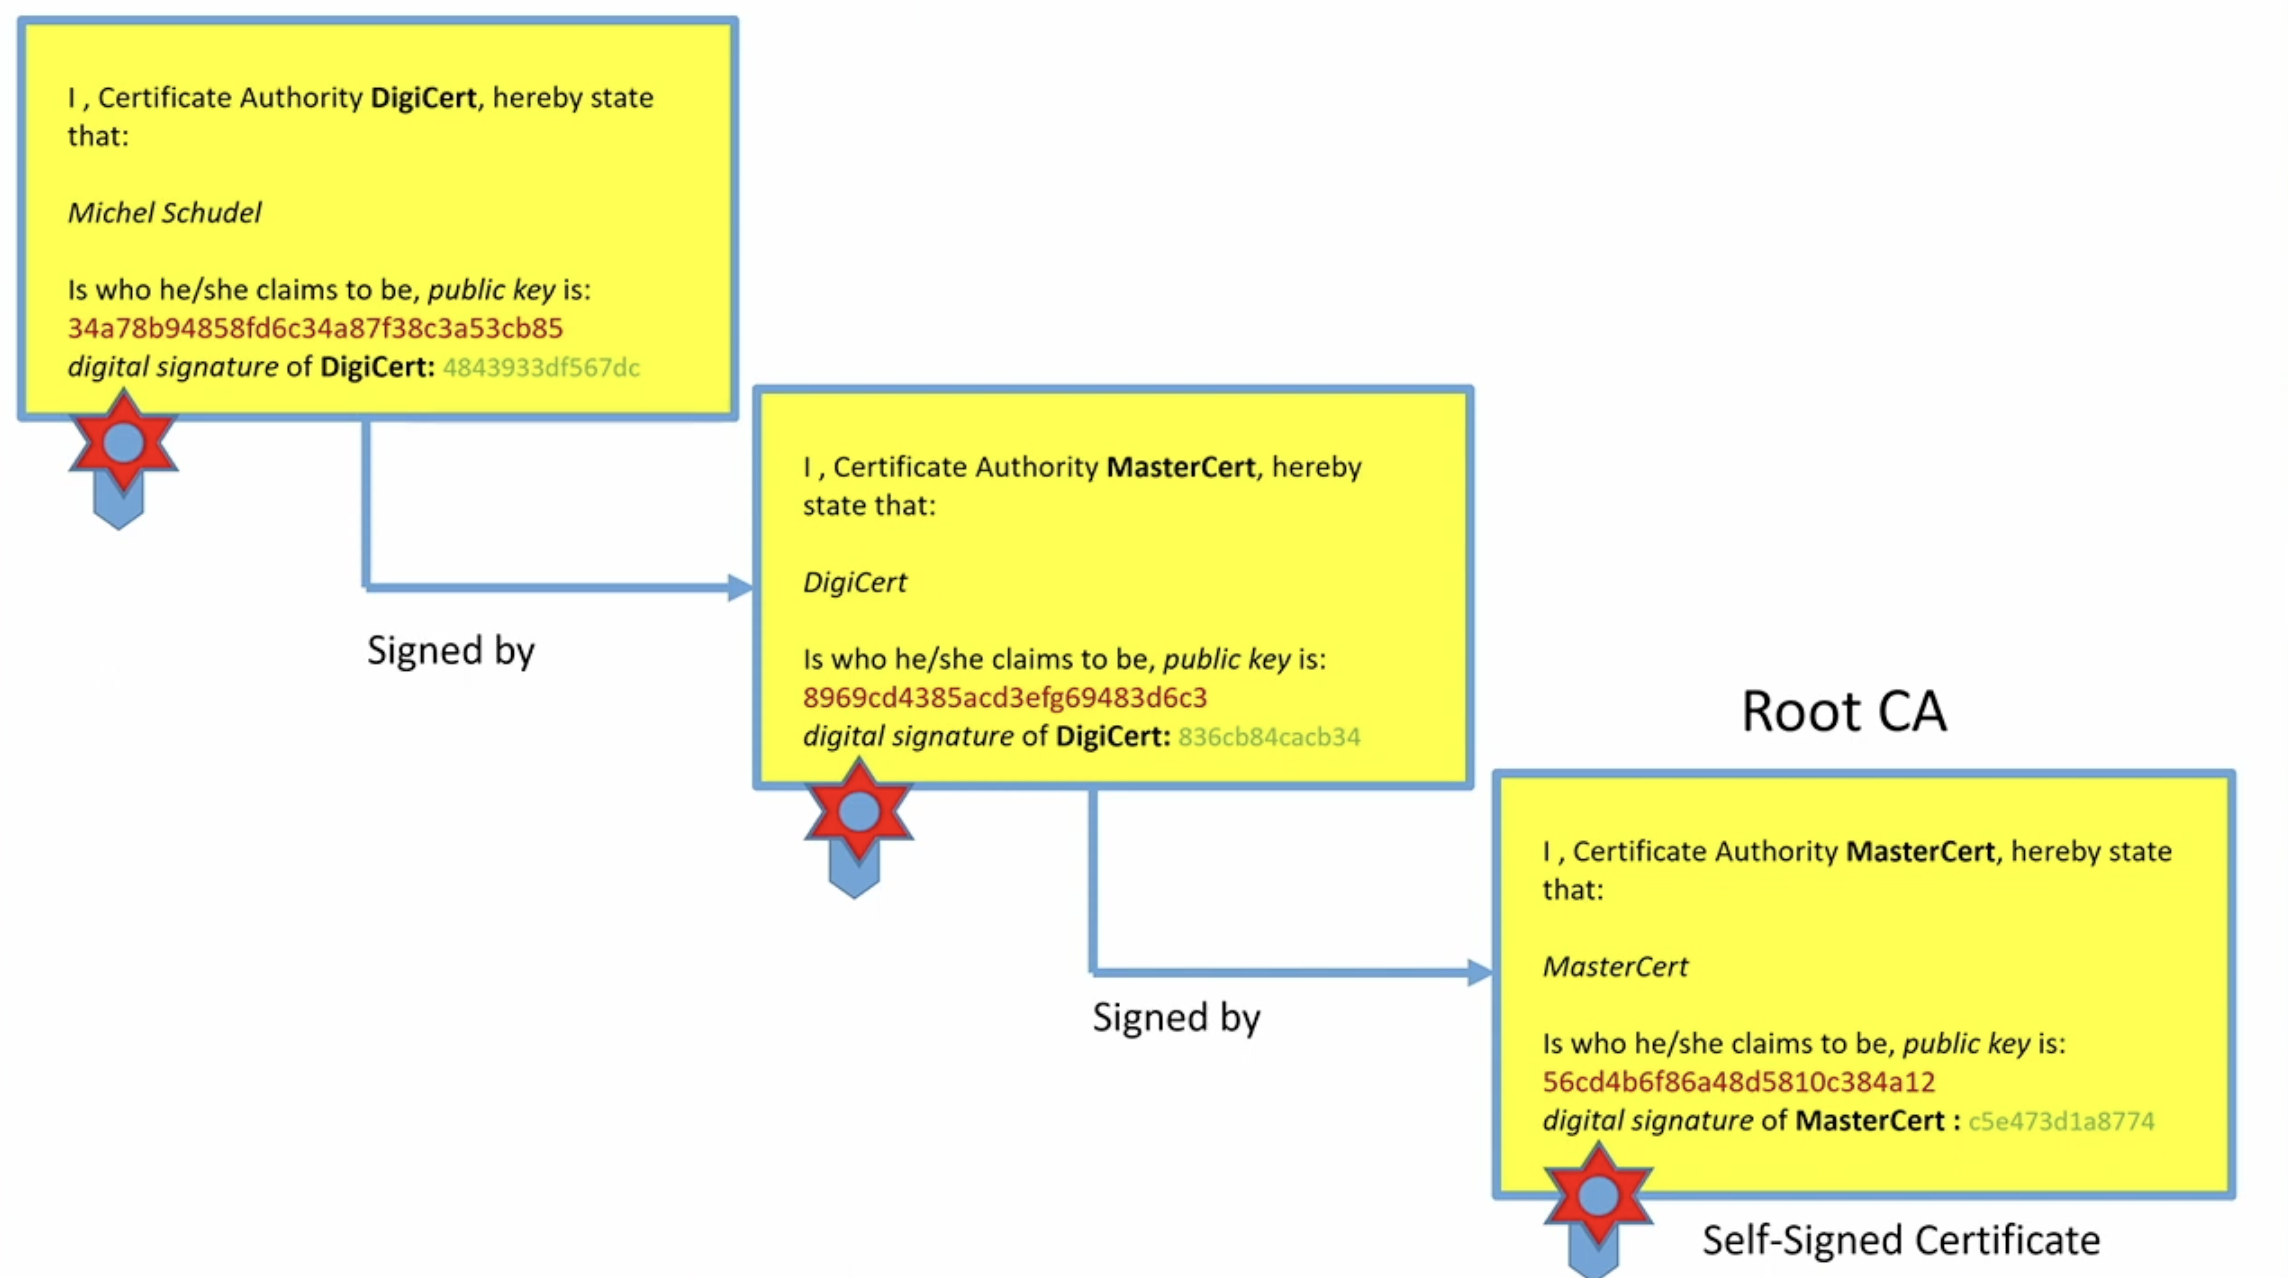 I , Certificate Authority DigiCert, hereby state
that:
Michel Schudel
Is who he/she claims to be, public key is:
34a78b94858fd6c34a87f38c3a53cb85
digital signature of DigiCert: 4843933df567dc
Signed by
I , Certificate Authority MasterCert, hereby
state that:
DigiCert
Is who he/she claims to be, public key is:
8969cd4385acd3efg69483d6c3
digital signature of DigiCert: 836cb84cacb34
Signed by
Root CA
I , Certificate Authority MasterCert, hereby state
that:
MasterCert
Is who he/she claims to be, public key is:
56cd4b6f86a48d5810c384a12
digital signature of MasterCert : c5e473d1a8774
Self-Signed Certificate